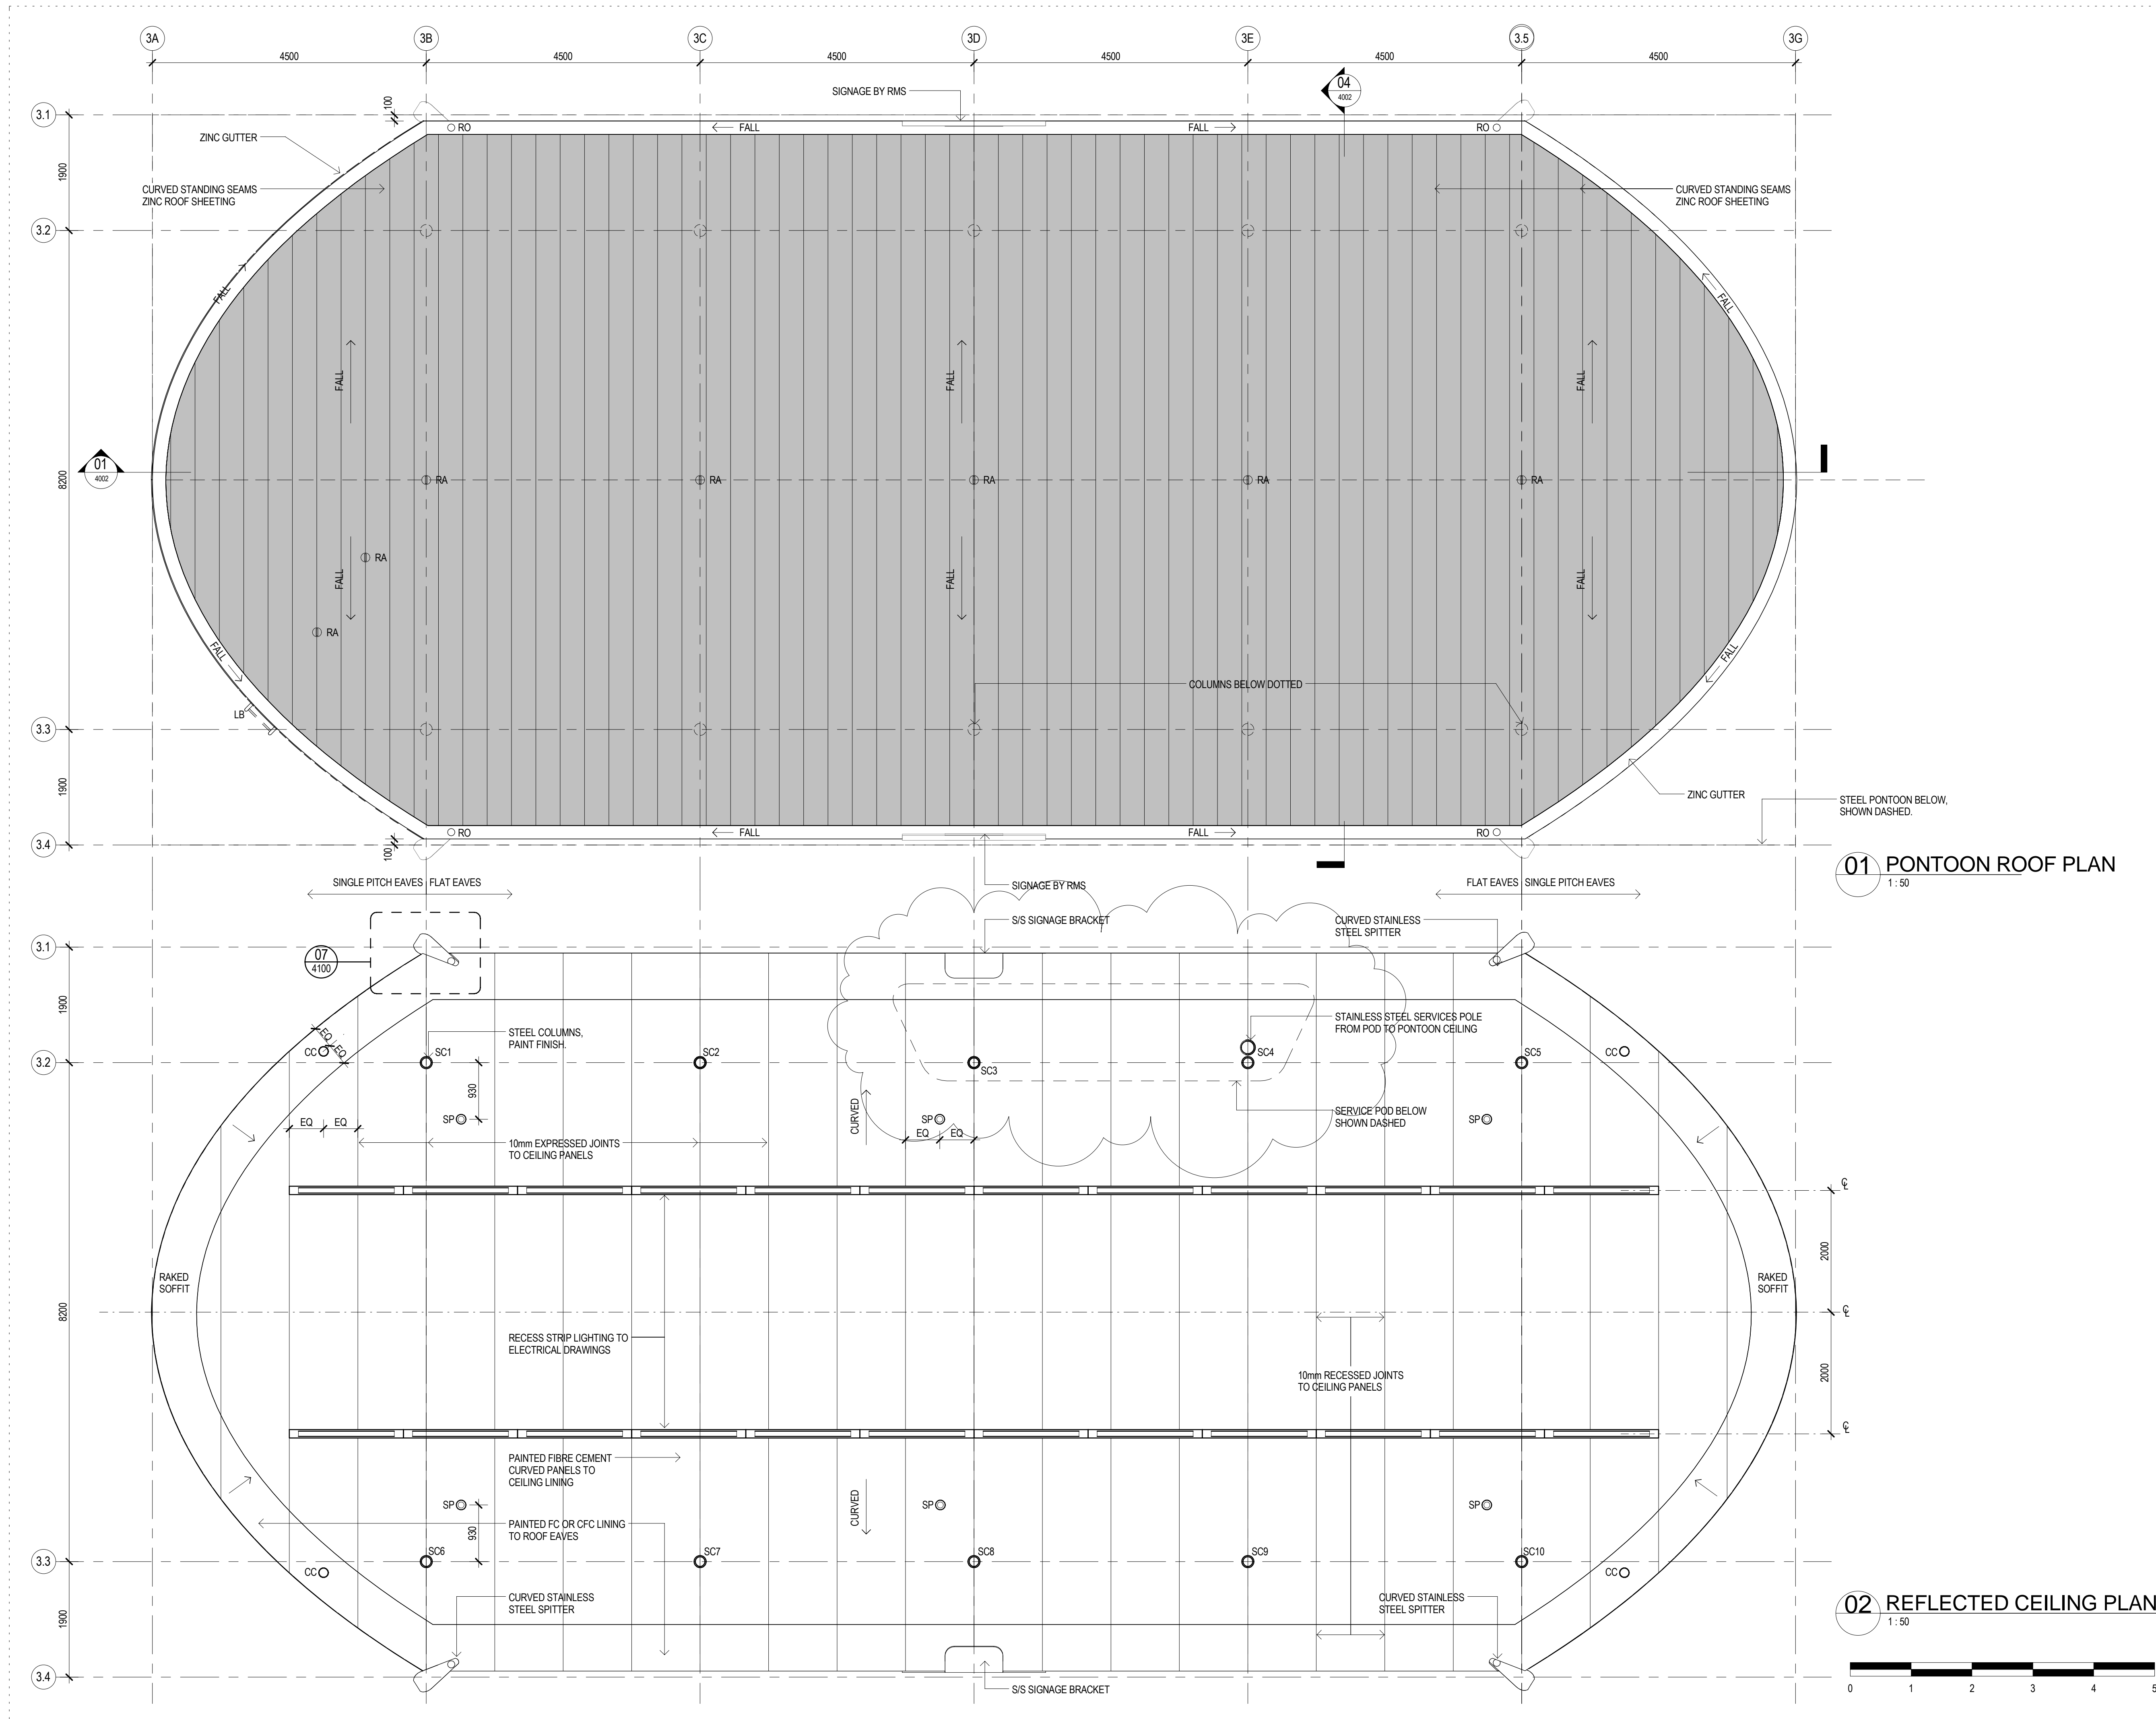 3A
3B
3C
3D
3E
3.5
3G
4500
4500
4500
4500
4500
4500
04
4002
3.1
100
SIGNAGE BY RMS
RO
FALL
FALL
RO
ZINC GUTTER
1900
CURVED STANDING SEAMS
ZINC ROOF SHEETING
CURVED STANDING SEAMS
ZINC ROOF SHEETING
3.2
FALL
FALL
FALL
FALL
FALL
01
4002
8200
RA
RA
RA
RA
RA
RA
FALL
FALL
FALL
RA
FALL
FALL
COLUMNS BELOW DOTTED
LB
3.3
1900
ZINC GUTTER
STEEL PONTOON BELOW,
SHOWN DASHED.
RO
FALL
FALL
RO
3.4
100
01 PONTOON ROOF PLAN
1 : 50
SINGLE PITCH EAVES
FLAT EAVES
SIGNAGE BY RMS
FLAT EAVES
SINGLE PITCH EAVES
S/S SIGNAGE BRACKET
CURVED STAINLESS
STEEL SPITTER
3.1
07
4100
1900
EQ
EQ
CC
STEEL COLUMNS,
PAINT FINISH.
STAINLESS STEEL SERVICES POLE
FROM POD TO PONTOON CEILING
CC
3.2
SC1
SC2
SC3
SC4
SC5
930
SP
SP
SP
CURVED
SERVICE POD BELOW
SHOWN DASHED
EQ
EQ
EQ
EQ
10mm EXPRESSED JOINTS
TO CEILING PANELS
℄
2000
RAKED
SOFFIT
RAKED
SOFFIT
8200
℄
RECESS STRIP LIGHTING TO
ELECTRICAL DRAWINGS
10mm RECESSED JOINTS
TO CEILING PANELS
2000
℄
PAINTED FIBRE CEMENT
CURVED PANELS TO
CEILING LINING
SP
SP
SP
CURVED
930
PAINTED FC OR CFC LINING
TO ROOF EAVES
3.3
SC6
SC7
SC8
SC9
SC10
CC
CC
1900
CURVED STAINLESS
STEEL SPITTER
CURVED STAINLESS
STEEL SPITTER
02 REFLECTED CEILING PLAN
1 : 50
3.4
S/S SIGNAGE BRACKET
0 1 2 3 4 5